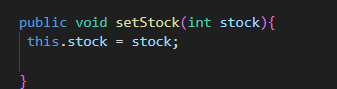 public void setStock(int stock){
this.stock = stock;
}